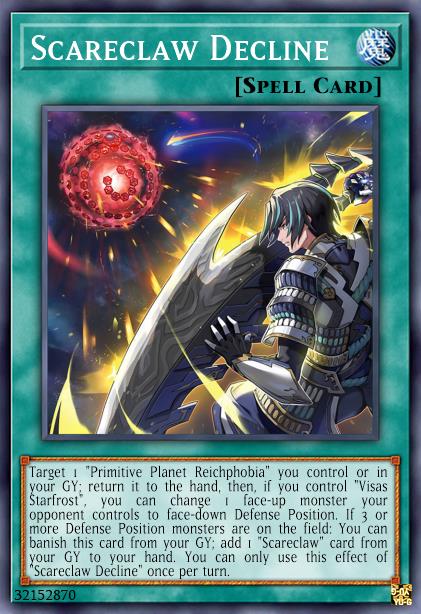 Scareclaw Decline
[Spell Card]
Target 1 "Primitive Planet Reichphobia" you control or in
your GY; return it to the hand, then, if you control "Visas
Starfrost", you can change 1 face-up monster your
opponent controls to face-down Defense Position. If 3 or
more Defense Position monsters are on the field: You can
banish this card from your GY; add 1 "Scareclaw" card from
your GY to your hand. You can only use this effect of
"Scareclaw Decline" once per turn.
32152870